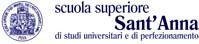 scuola superiore
Sant'Anna
di studi universitari e di perfezionamento